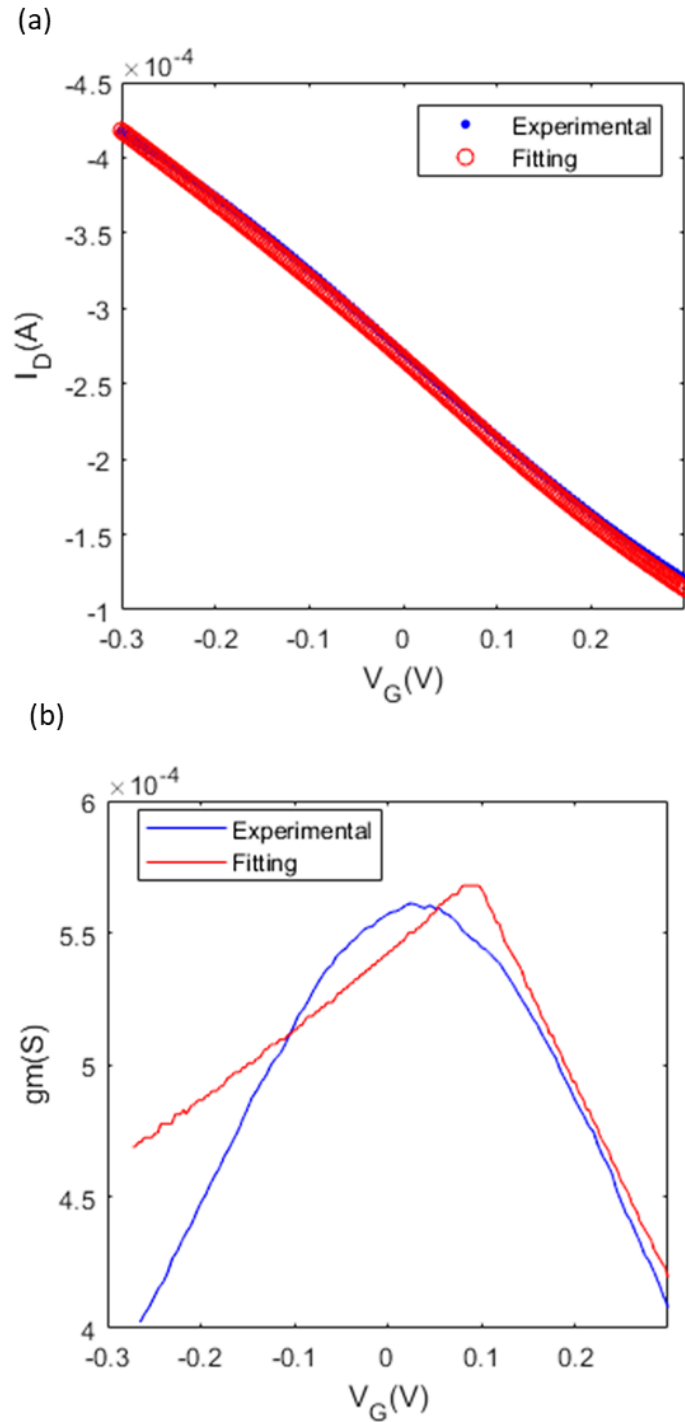 (a)
× 10⁻⁴
-4.5
-4
-3.5
-3
-2.5
-2
-1.5
-1
I_D(A)
Experimental
Fitting
-0.3 -0.2 -0.1 0 0.1 0.2
V_G(V)
(b)
× 10⁻⁴
6
5.5
5
4.5
4
gm(S)
Experimental
Fitting
-0.3 -0.2 -0.1 0 0.1 0.2
V_G(V)